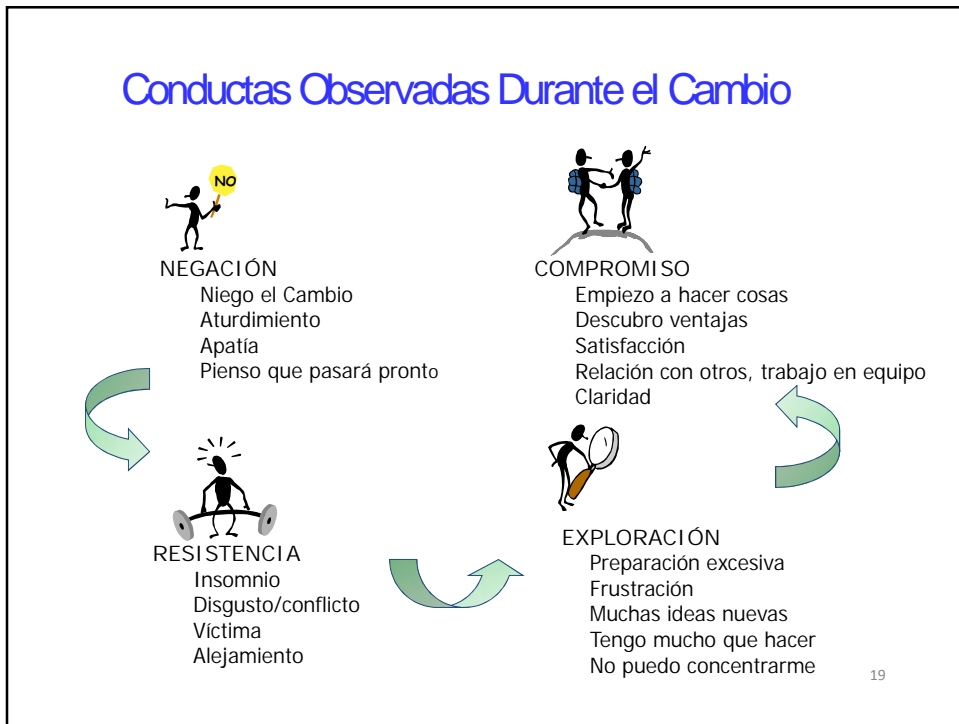 Conductas Observadas Durante el Cambio
NO
NEGACIÓN
Niego el Cambio
Aturdimiento
Apatía
Pienso que pasará pronto
RESISTENCIA
Insomnio
Disgusto/conflicto
Víctima
Alejamiento
EXPLORACIÓN
Preparación excesiva
Frustración
Muchas ideas nuevas
Tengo mucho que hacer
No puedo concentrarme
COMPROMISO
Empiezo a hacer cosas
Descubro ventajas
Satisfacción
Relación con otros, trabajo en equipo
Claridad
19